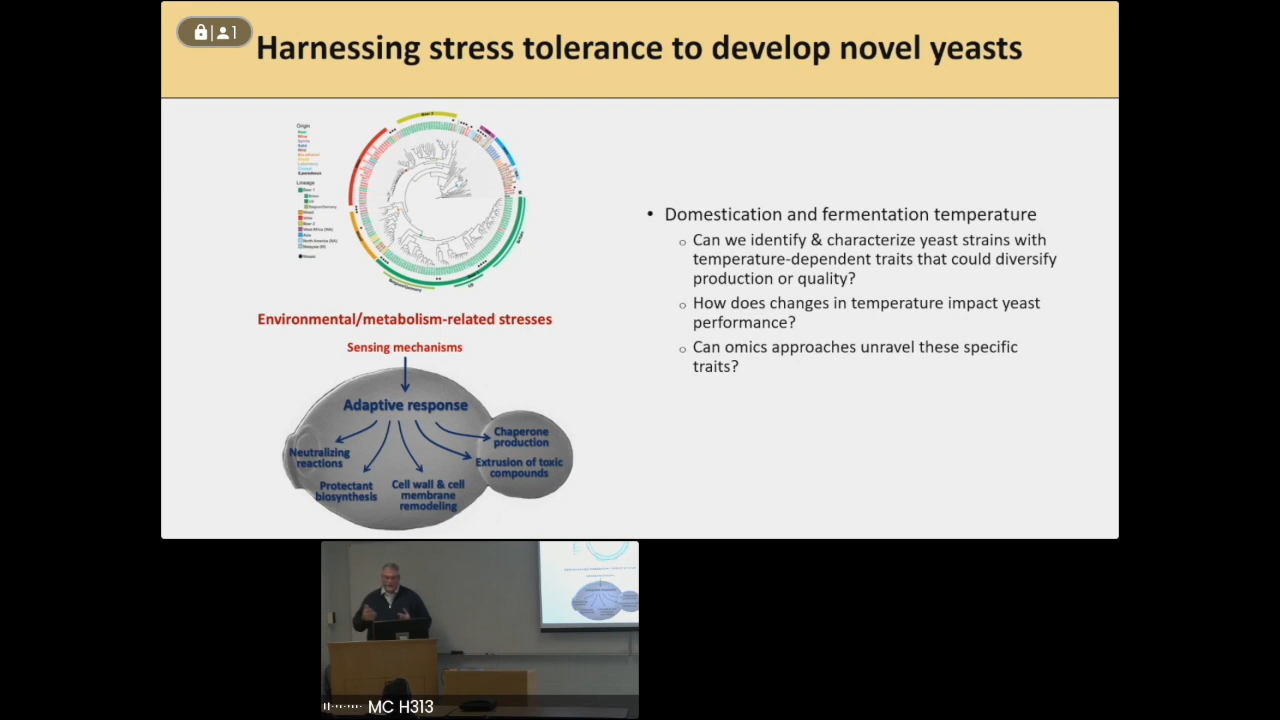 1
Harnessing stress tolerance to develop novel yeasts
Origin
Lineage
Environmental/metabolism-related stresses
Sensing mechanisms
Adaptive response
Neutralizing
reactions
Protectant
biosynthesis
Cell wall & cell
membrane
remodeling
Chaperone
production
Extrusion of toxic
compounds
• Domestication and fermentation temperature
o Can we identify & characterize yeast strains with
temperature-dependent traits that could diversify
production or quality?
o How does changes in temperature impact yeast
performance?
o Can omics approaches unravel these specific
traits?
MC H313